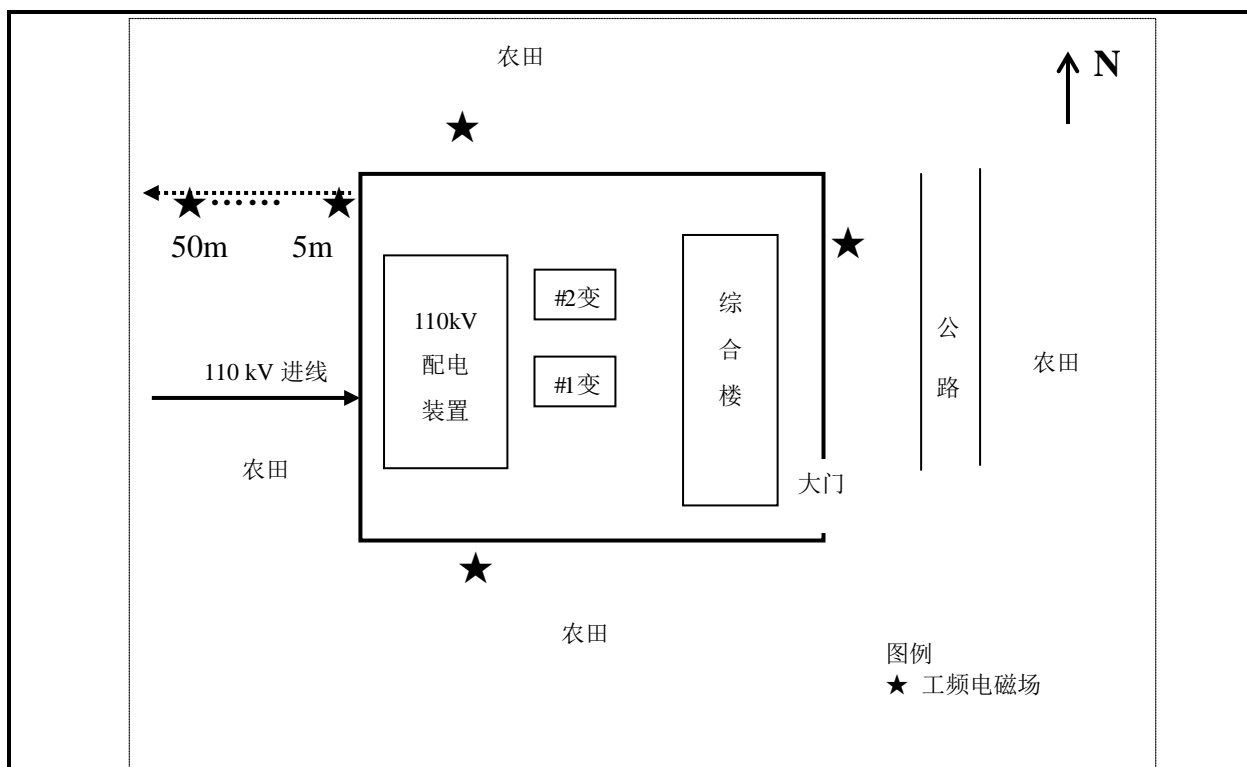 农田
N
50m
5m
#2变
110kV
配电
装置
#1变
综
合
楼
公
路
农田
110 kV 进线
农田
大门
农田
图例
★ 工频电磁场